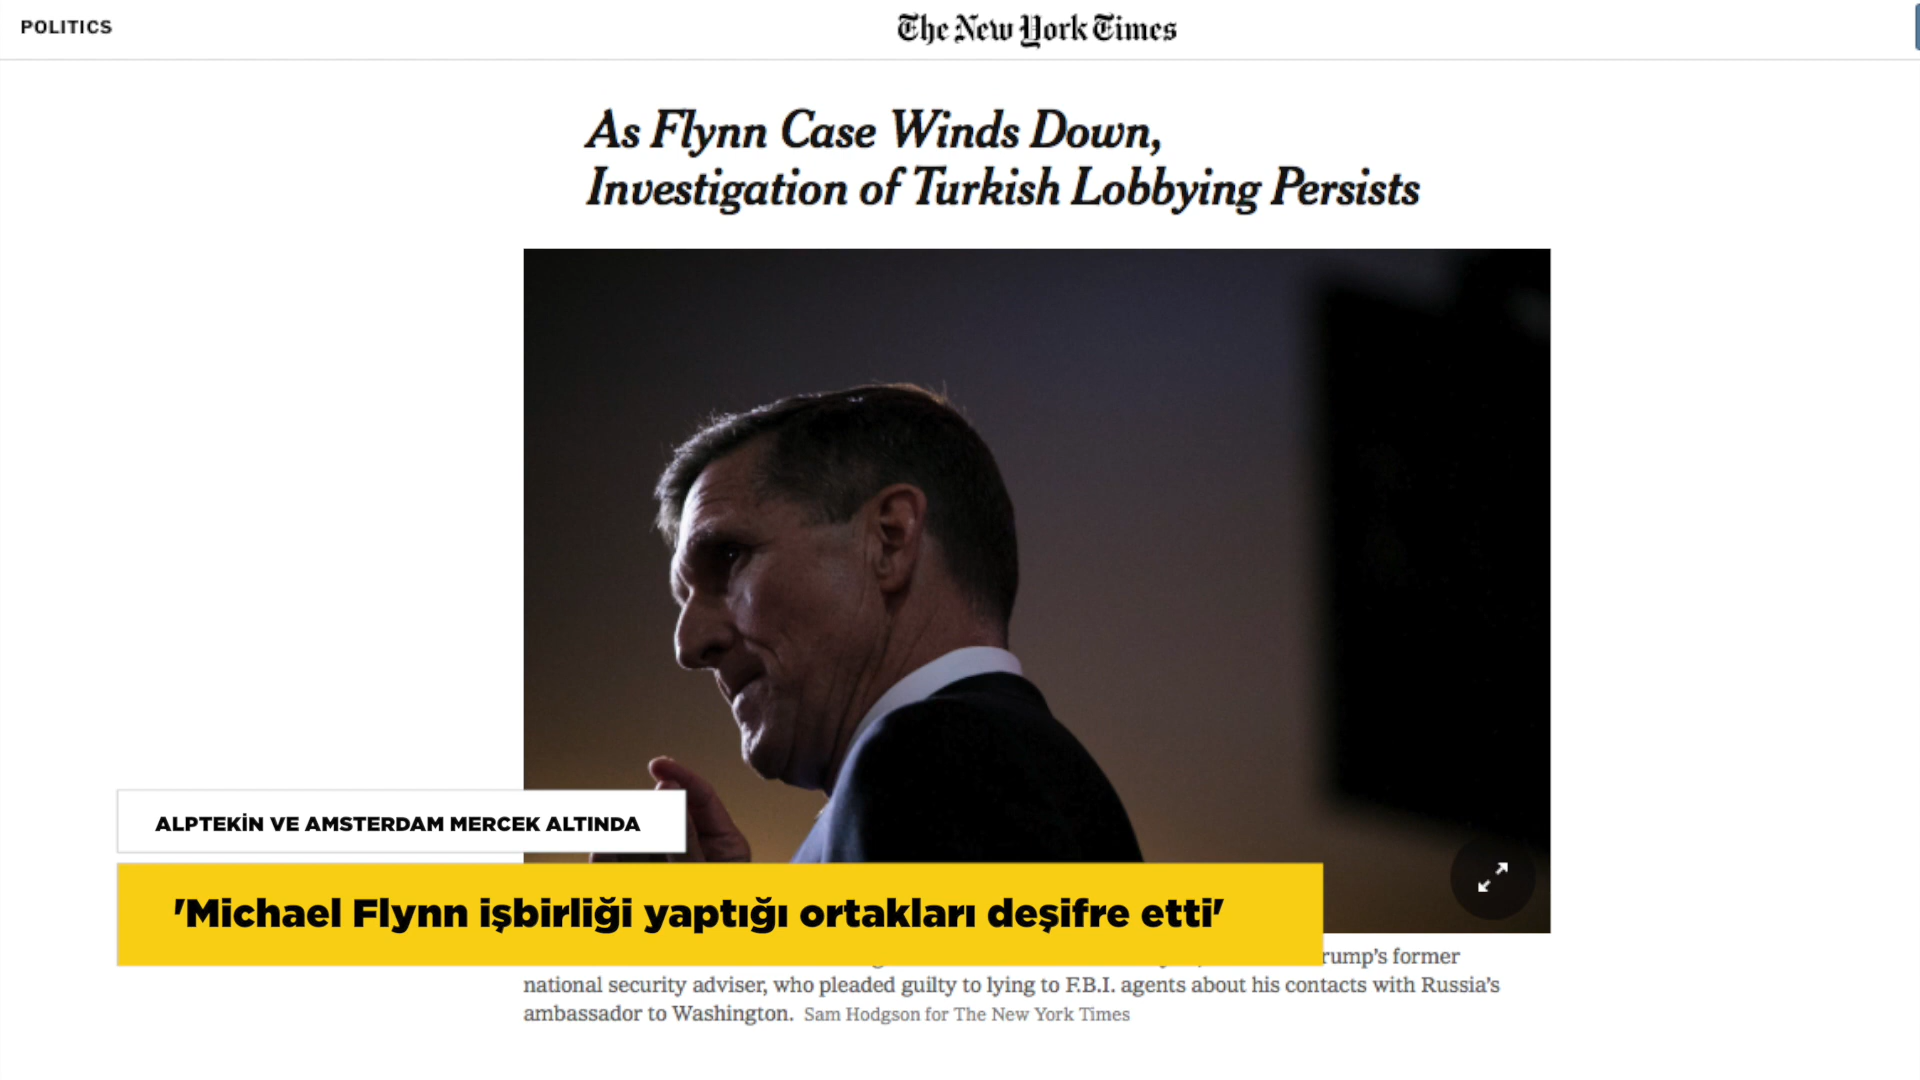 POLITICS
The New York Times
As Flynn Case Winds Down,
Investigation of Turkish Lobbying Persists
ALPTEKİN VE AMSTERDAM MERCEK ALTINDA
'Michael Flynn işbirliği yaptığı ortakları deşifre etti'
rump’s former
national security adviser, who pleaded guilty to lying to F.B.I. agents about his contacts with Russia’s
ambassador to Washington. Sam Hodgson for The New York Times